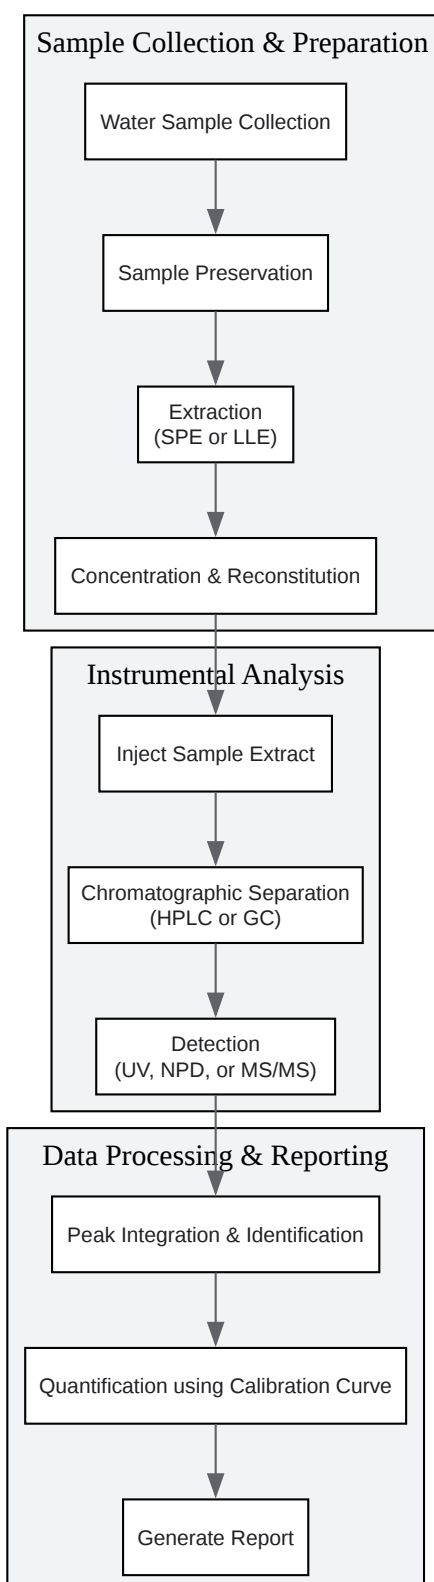 Sample Collection & Preparation
Water Sample Collection
Sample Preservation
Extraction
(SPE or LLE)
Concentration & Reconstitution
Instrumental Analysis
Inject Sample Extract
Chromatographic Separation
(HPLC or GC)
Detection
(UV, NPD, or MS/MS)
Data Processing & Reporting
Peak Integration & Identification
Quantification using Calibration Curve
Generate Report